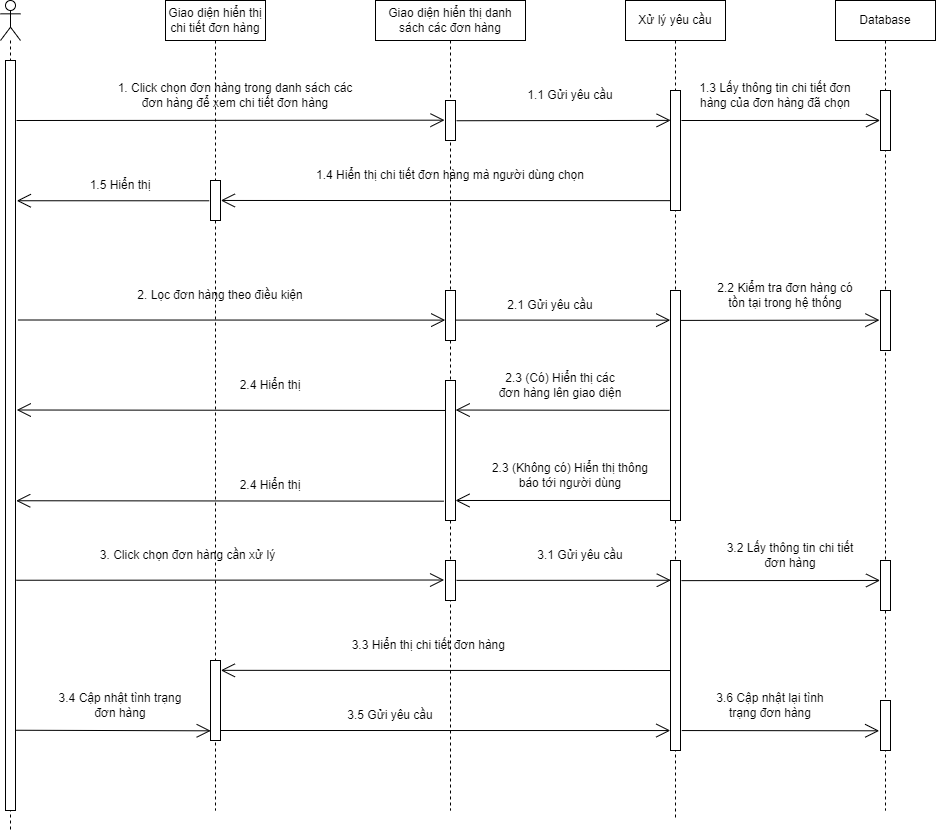 Giao diện hiển thị
chi tiết đơn hàng
Giao diện hiển thị danh
sách các đơn hàng
Xử lý yêu cầu
Database
1. Click chọn đơn hàng trong danh sách các
đơn hàng để xem chi tiết đơn hàng
1.1 Gửi yêu cầu
1.3 Lấy thông tin chi tiết đơn
hàng của đơn hàng đã chọn
1.4 Hiển thị chi tiết đơn hàng mà người dùng chọn
1.5 Hiển thị
2. Lọc đơn hàng theo điều kiện
2.1 Gửi yêu cầu
2.2 Kiểm tra đơn hàng có
tồn tại trong hệ thống
2.3 (Có) Hiển thị các
đơn hàng lên giao diện
2.4 Hiển thị
2.3 (Không có) Hiển thị thông
báo tới người dùng
2.4 Hiển thị
3. Click chọn đơn hàng cần xử lý
3.1 Gửi yêu cầu
3.2 Lấy thông tin chi tiết
đơn hàng
3.3 Hiển thị chi tiết đơn hàng
3.4 Cập nhật tình trạng
đơn hàng
3.5 Gửi yêu cầu
3.6 Cập nhật lại tình
trạng đơn hàng